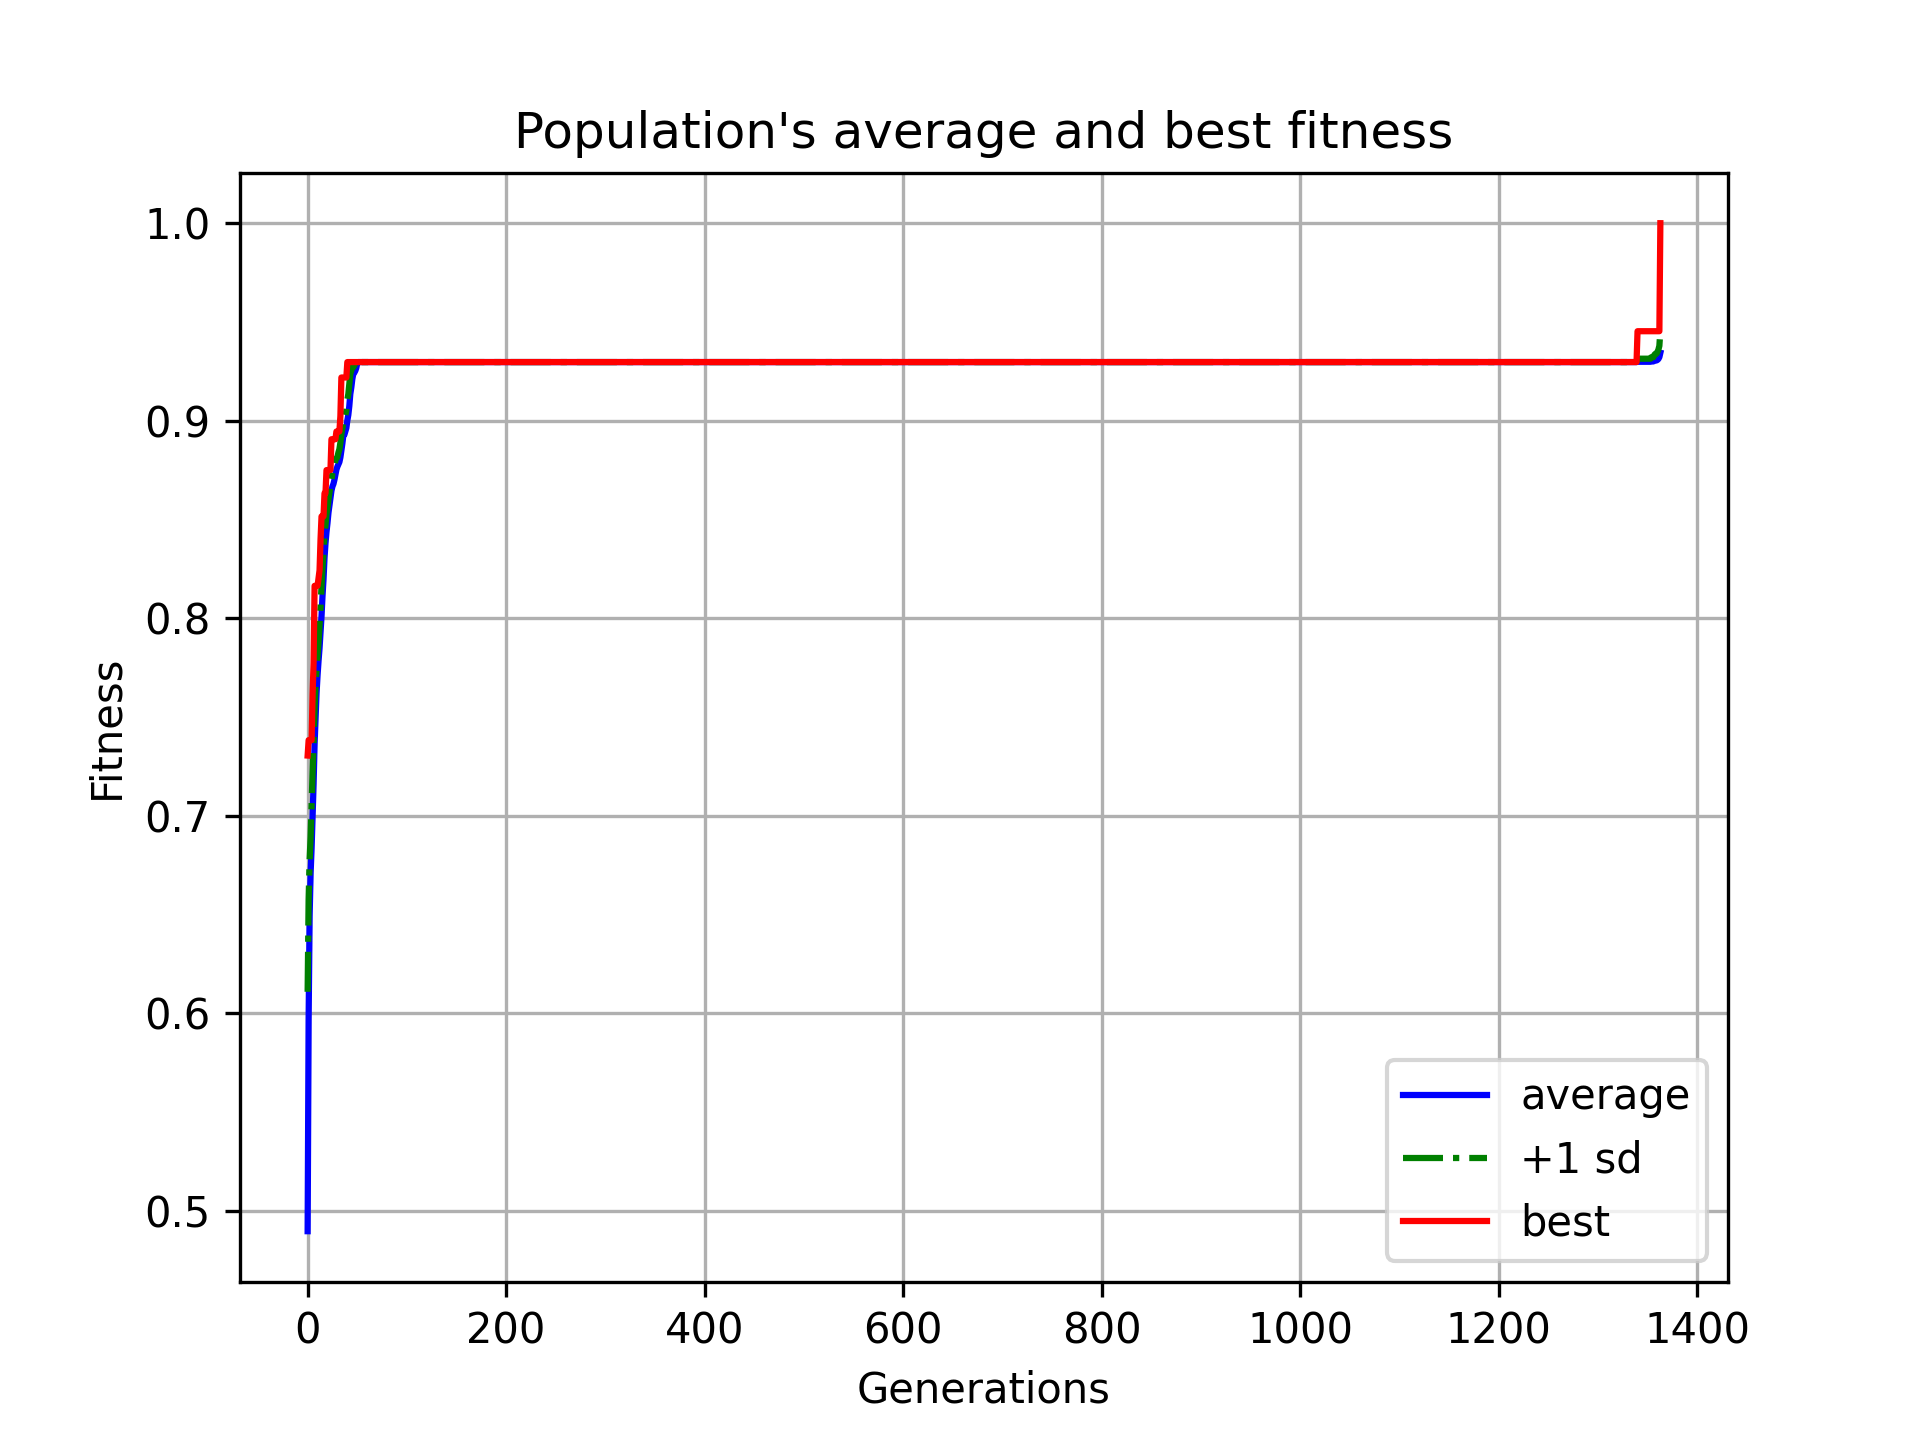 Population's average and best fitness
1.0
0.9
0.8
0.7
0.6
0.5
Fitness
0 200 400 600 800 1000 1200 1400
Generations
average
+1 sd
best